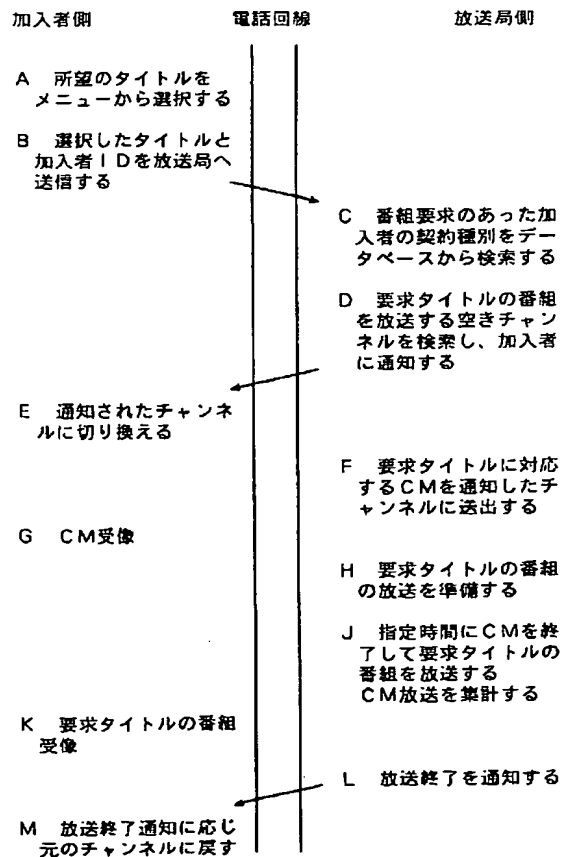 加入者側
電話回線
放送局側
A 所望のタイトルを
メニューから選択する
B 選択したタイトルと
加入者IDを放送局へ
送信する
C 番組要求のあった加
入者の契約種別をデー
タベースから検索する
D 要求タイトルの番組
を放送する空きチャン
ネルを検索し、加入者
に通知する
E 通知されたチャンネ
ルに切り換える
F 要求タイトルに対応
するCMを通知したチ
ャンネルに送出する
G CM受像
H 要求タイトルの番組
の放送を準備する
J 指定時間にCMを終
了して要求タイトルの
番組を放送する
CM放送を集計する
K 要求タイトルの番組
受像
L 放送終了を通知する
M 放送終了通知に応じ
元のチャンネルに戻す